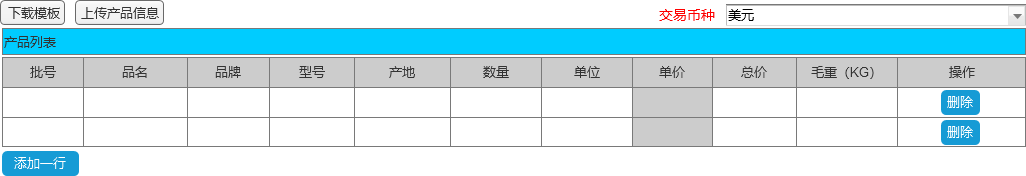 下载模板 上传产品信息 交易币种 美元
产品列表
批号 品名 品牌 型号 产地 数量 单位 单价 总价 毛重（KG） 操作
删除
删除
添加一行